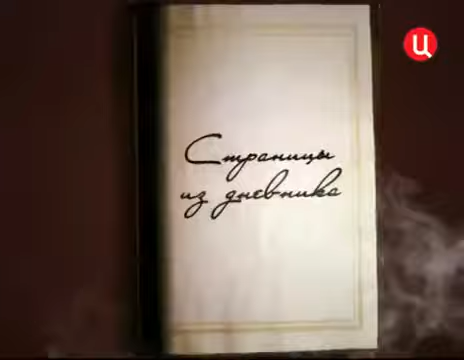 Ц
Страницы
из дневника